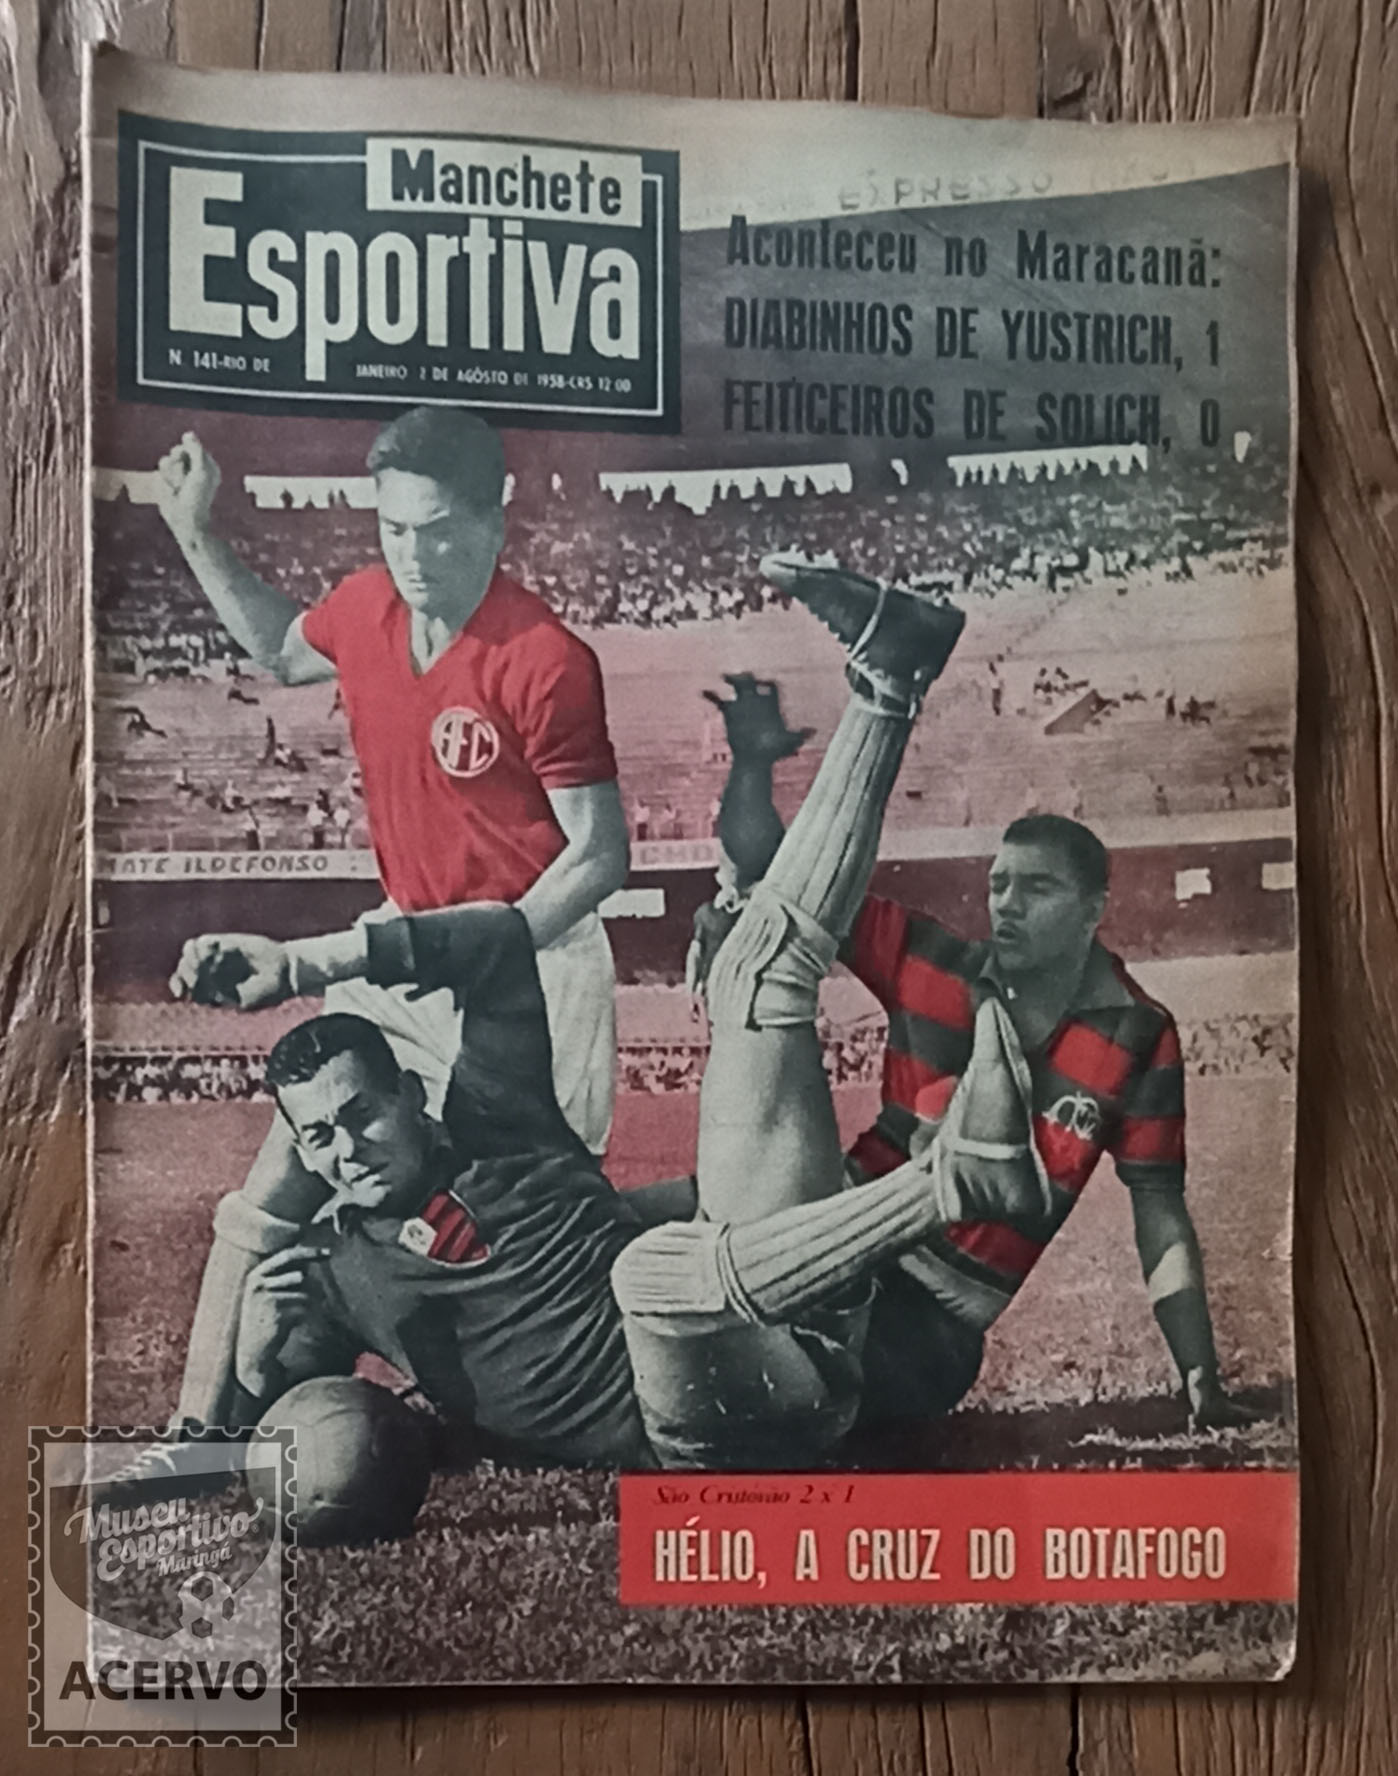 EXPRESSO
Manchete
Esportiva
N. 141-RIO DE JANEIRO 2 DE AGÔSTO DE 1958-CR$ 12 00
Aconteceu no Maracanã:
DIABINHOS DE YUSTRICH, 1
FEITICEIROS DE SOLICH, 0
AFC
MATE ILDEFONSO
São Cristóvão 2 x 1
HÉLIO, A CRUZ DO BOTAFOGO
Museu
Esportivo
Maringá
ACERVO